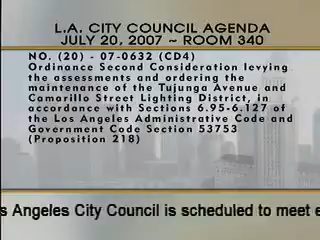 L.A. CITY COUNCIL AGENDA
JULY 20, 2007 ~ ROOM 340
NO. (20) - 07-0632 (CD4)
Ordinance Second Consideration levying
the assessments and ordering the
maintenance of the Tujunga Avenue and
Camarillo Street Lighting District, in
accordance with Sections 6.95-6.127 of
the Los Angeles Administrative Code and
Government Code Section 53753
(Proposition 218)
Angeles City Council is scheduled to meet